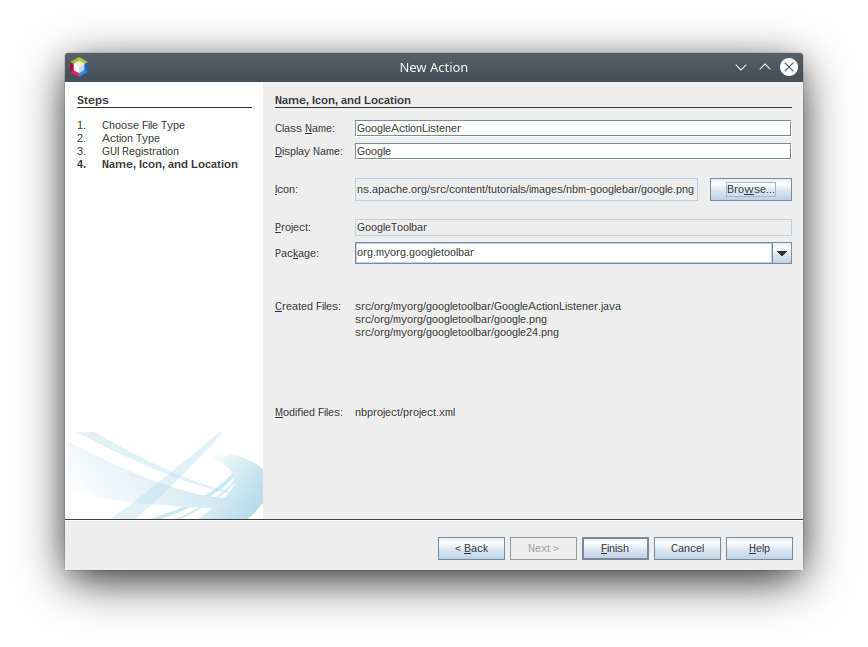 New Action
Steps
1. Choose File Type
2. Action Type
3. GUI Registration
4. Name, Icon, and Location
Name, Icon, and Location
Class Name: GoogleActionListener
Display Name: Google
Icon: ns.apache.org/src/content/tutorials/images/nbm-googlebar/google.png Browse...
Project: GoogleToolbar
Package: org.myorg.googletoolbar
Created Files: src/org/myorg/googletoolbar/GoogleActionListener.java
src/org/myorg/googletoolbar/google.png
src/org/myorg/googletoolbar/google24.png
Modified Files: nbproject/project.xml
< Back Next > Finish Cancel Help